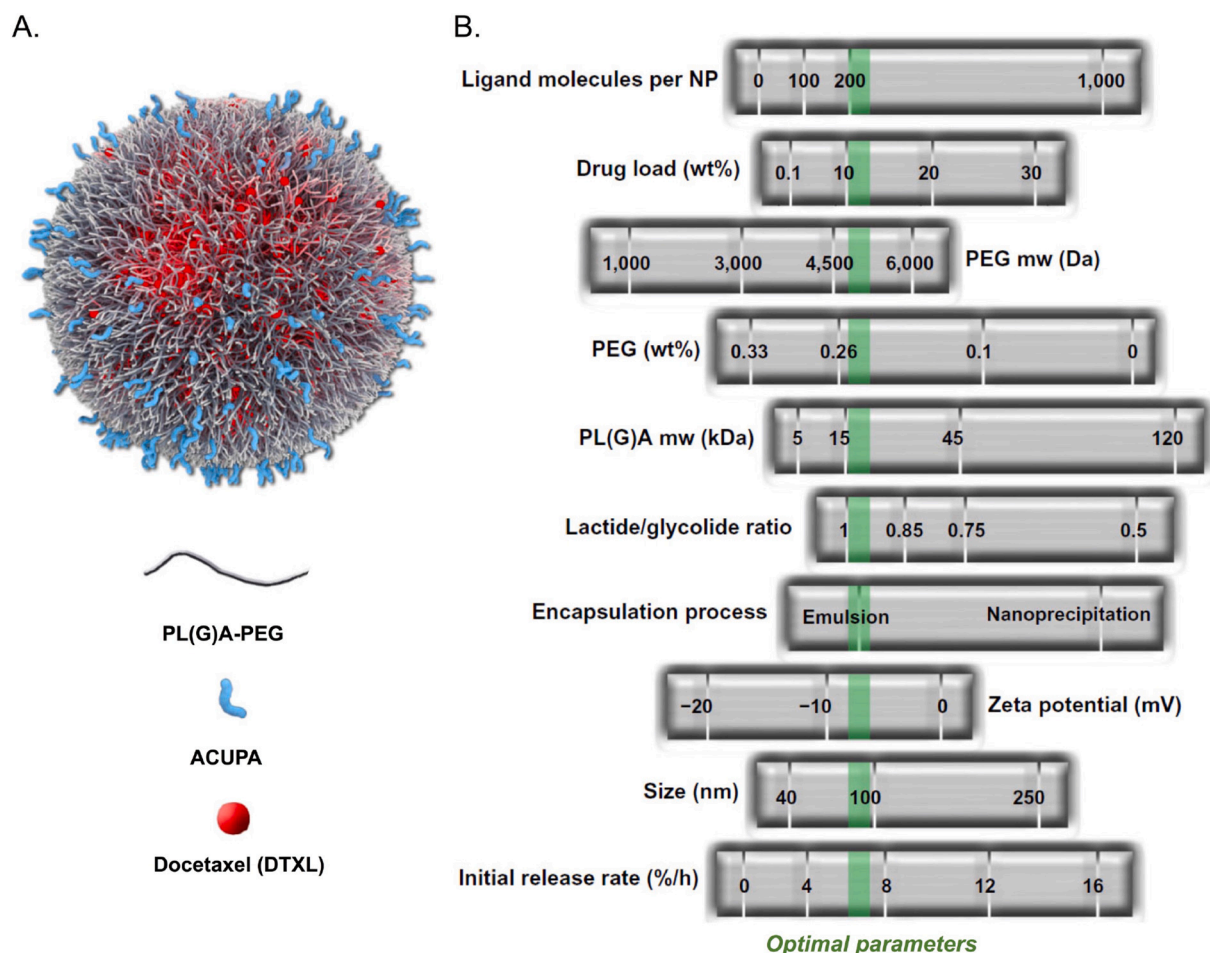 A.
PL(G)A-PEG
ACUPA
Docetaxel (DTXL)
B.
Ligand molecules per NP
0 100 200 1,000
Drug load (wt%)
0.1 10 20 30
1,000 3,000 4,500 6,000
PEG mw (Da)
PEG (wt%)
0.33 0.26 0.1 0
PL(G)A mw (kDa)
5 15 45 120
Lactide/glycolide ratio
1 0.85 0.75 0.5
Encapsulation process
Emulsion Nanoprecipitation
−20 −10 0
Zeta potential (mV)
Size (nm)
40 100 250
Initial release rate (%/h)
0 4 8 12 16
Optimal parameters